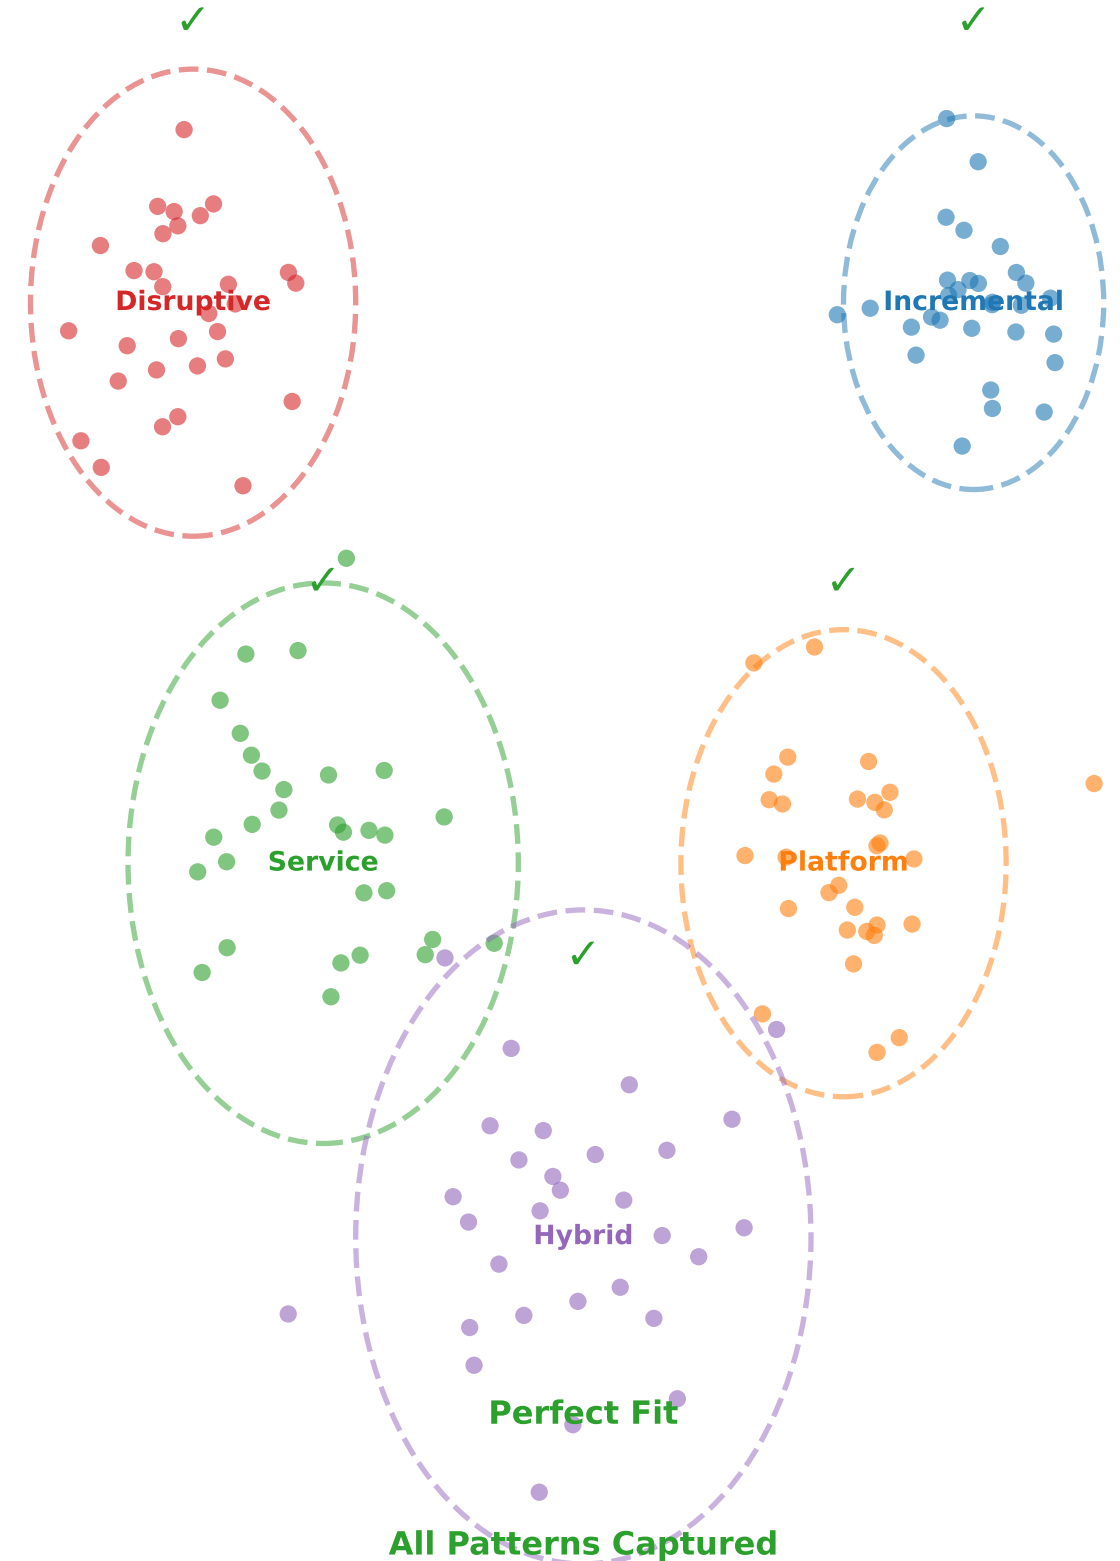 ✓ ✓
Disruptive Incremental
✓ ✓
Service Platform
✓
Hybrid
Perfect Fit
All Patterns Captured